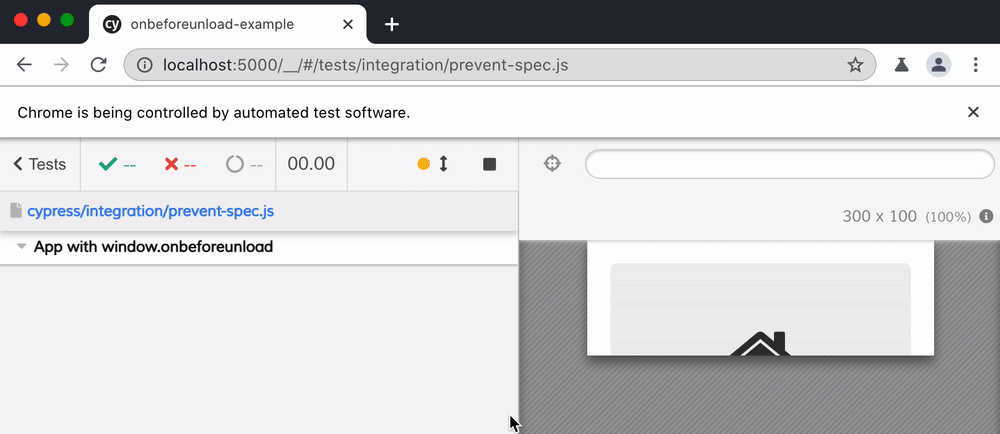 cy onbeforeunload-example
localhost:5000/__/#/tests/integration/prevent-spec.js
Chrome is being controlled by automated test software.
Tests -- -- -- 00.00
300 x 100 (100%)
cypress/integration/prevent-spec.js
App with window.onbeforeunload